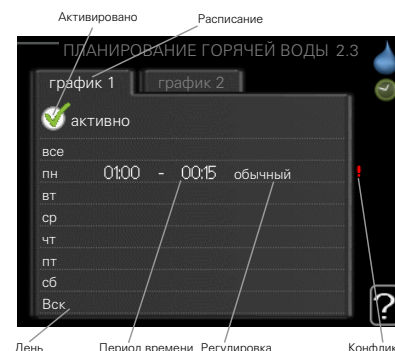 Активировано
Расписание
ПЛАНИРОВАНИЕ ГОРЯЧЕЙ ВОДЫ 2.3
график 1
график 2
активно
все
пн 01:00 - 00:15 обычный !
вт
ср
чт
пт
сб
Вск
?
День
Период времени
Регулировка
Конфлик